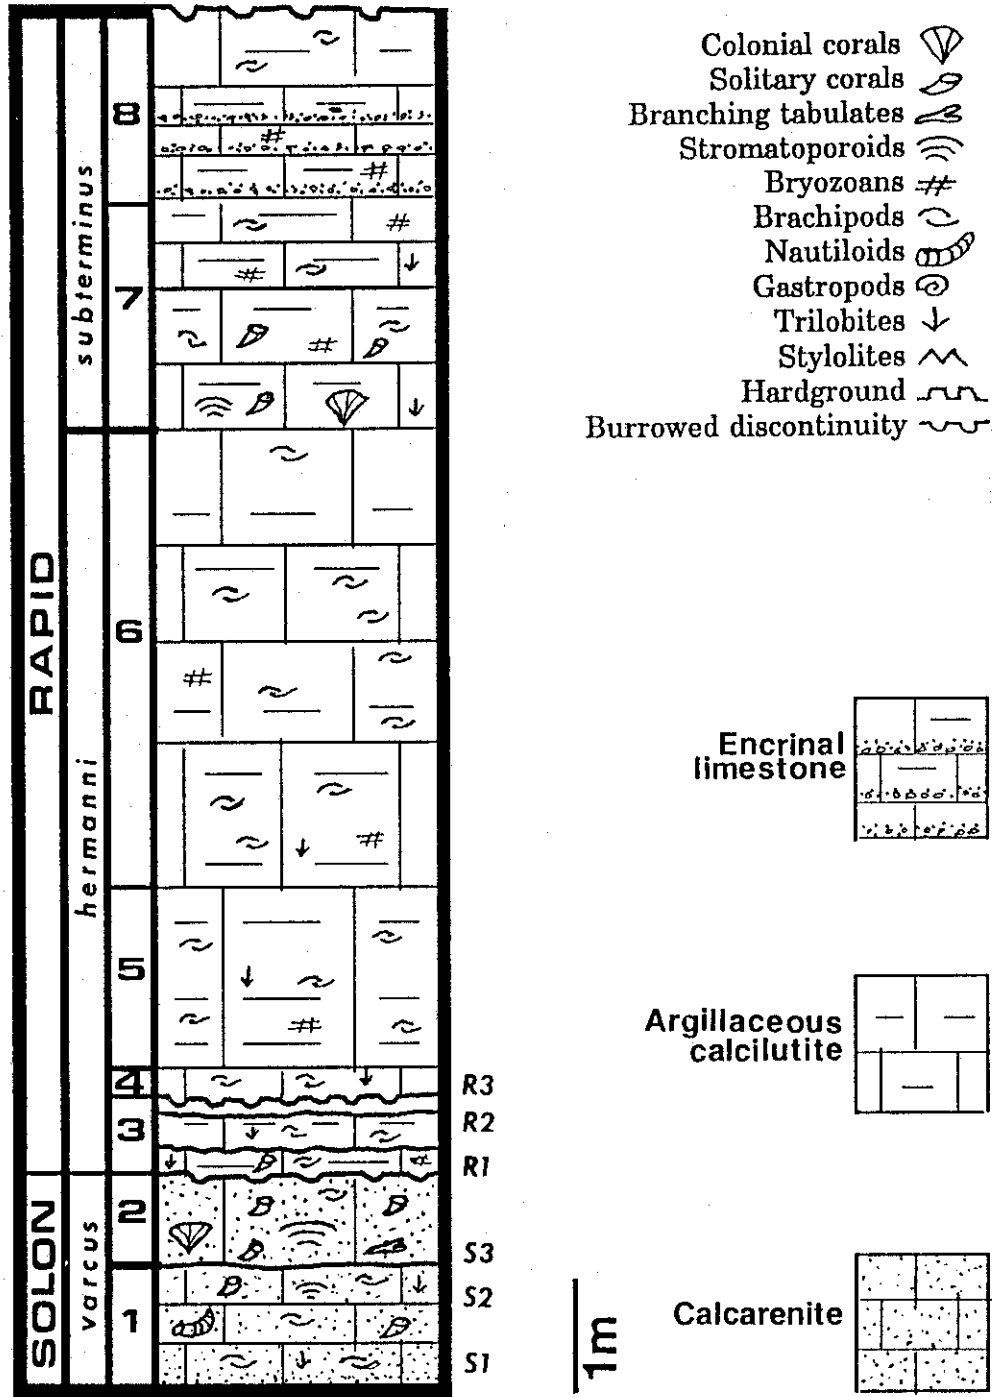 Colonial corals
Solitary corals
Branching tabulates
Stromatoporoids
Bryozoans
Brachipods
Nautiloids
Gastropods
Trilobites
Stylolites
Hardground
Burrowed discontinuity
RAPID
SOLON
subterminus
hermanni
varcus
8
7
6
5
4
3
2
1
R3
R2
R1
S3
S2
S1
1m
Encrinal
limestone
Argillaceous
calcilutite
Calcarenite